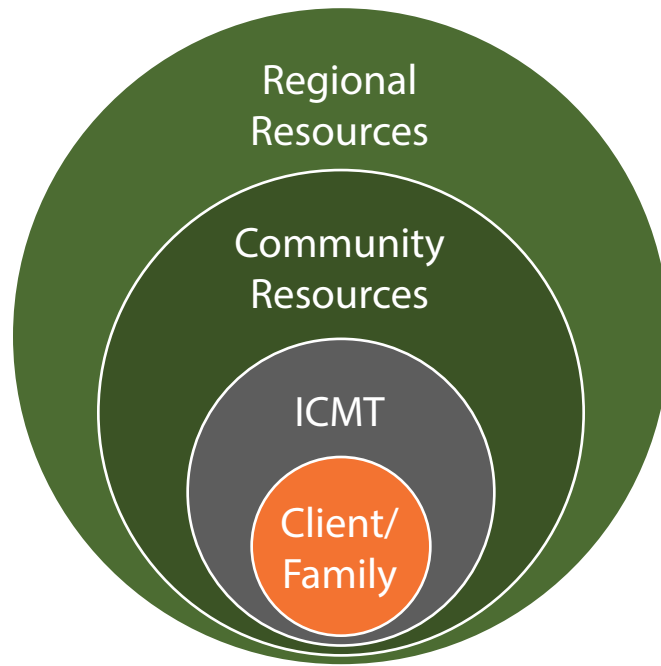 Regional
Resources
Community
Resources
ICMT
Client/
Family